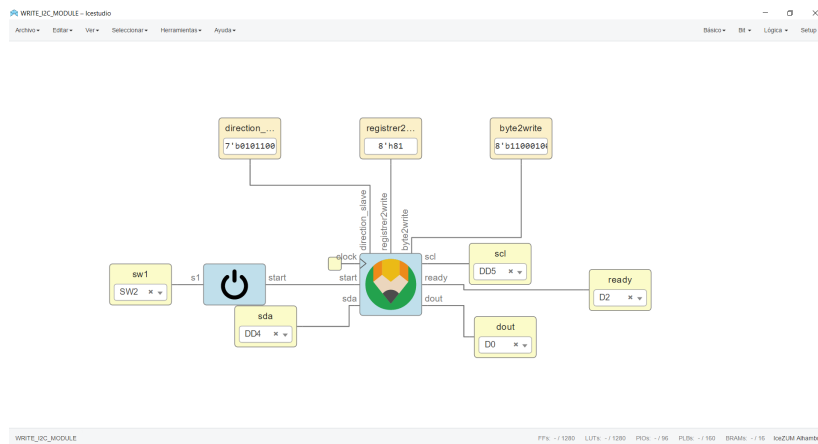 WRITE_I2C_MODULE – Icestudio
Archivo Editar Ver Seleccionar Herramientas Ayuda Básico Bit Lógica Setup
direction_... registrer2... byte2write
7'b0101100 8'h81 8'b1100010
direction_slave registrer2write byte2write
clock scl scl
DD5
sw1 s1 start start ready ready
SW2 D2
sda sda dout dout
DD4 D0
WRITE_I2C_MODULE FFs: - / 1280 LUTs: - / 1280 PIOs: - / 96 PLBs: - / 160 BRAMs: - / 16 IceZUM Alhambra